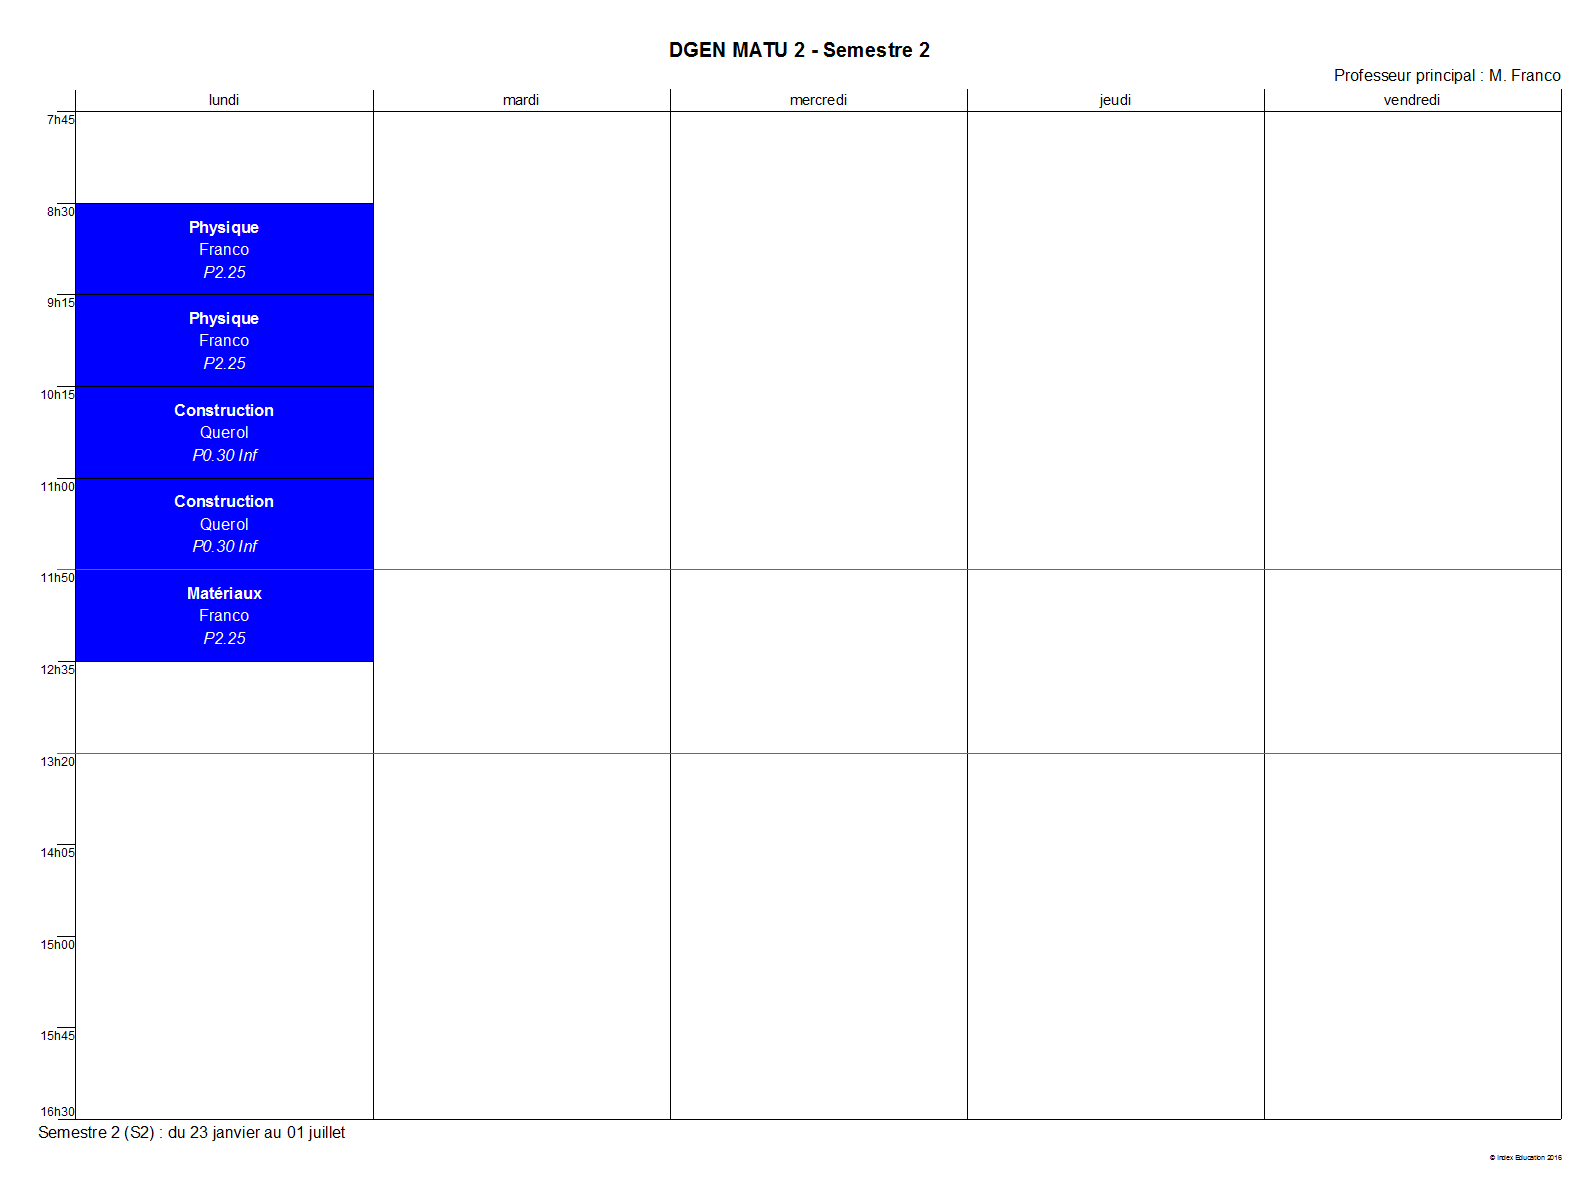 DGEN MATU 2 - Semestre 2
Professeur principal : M. Franco
lundi mardi mercredi jeudi vendredi
7h45
8h30
Physique
Franco
P2.25
9h15
Physique
Franco
P2.25
10h15
Construction
Querol
P0.30 Inf
11h00
Construction
Querol
P0.30 Inf
11h50
Matériaux
Franco
P2.25
12h35
13h20
14h05
15h00
15h45
16h30
Semestre 2 (S2) : du 23 janvier au 01 juillet
© Index Education 2016